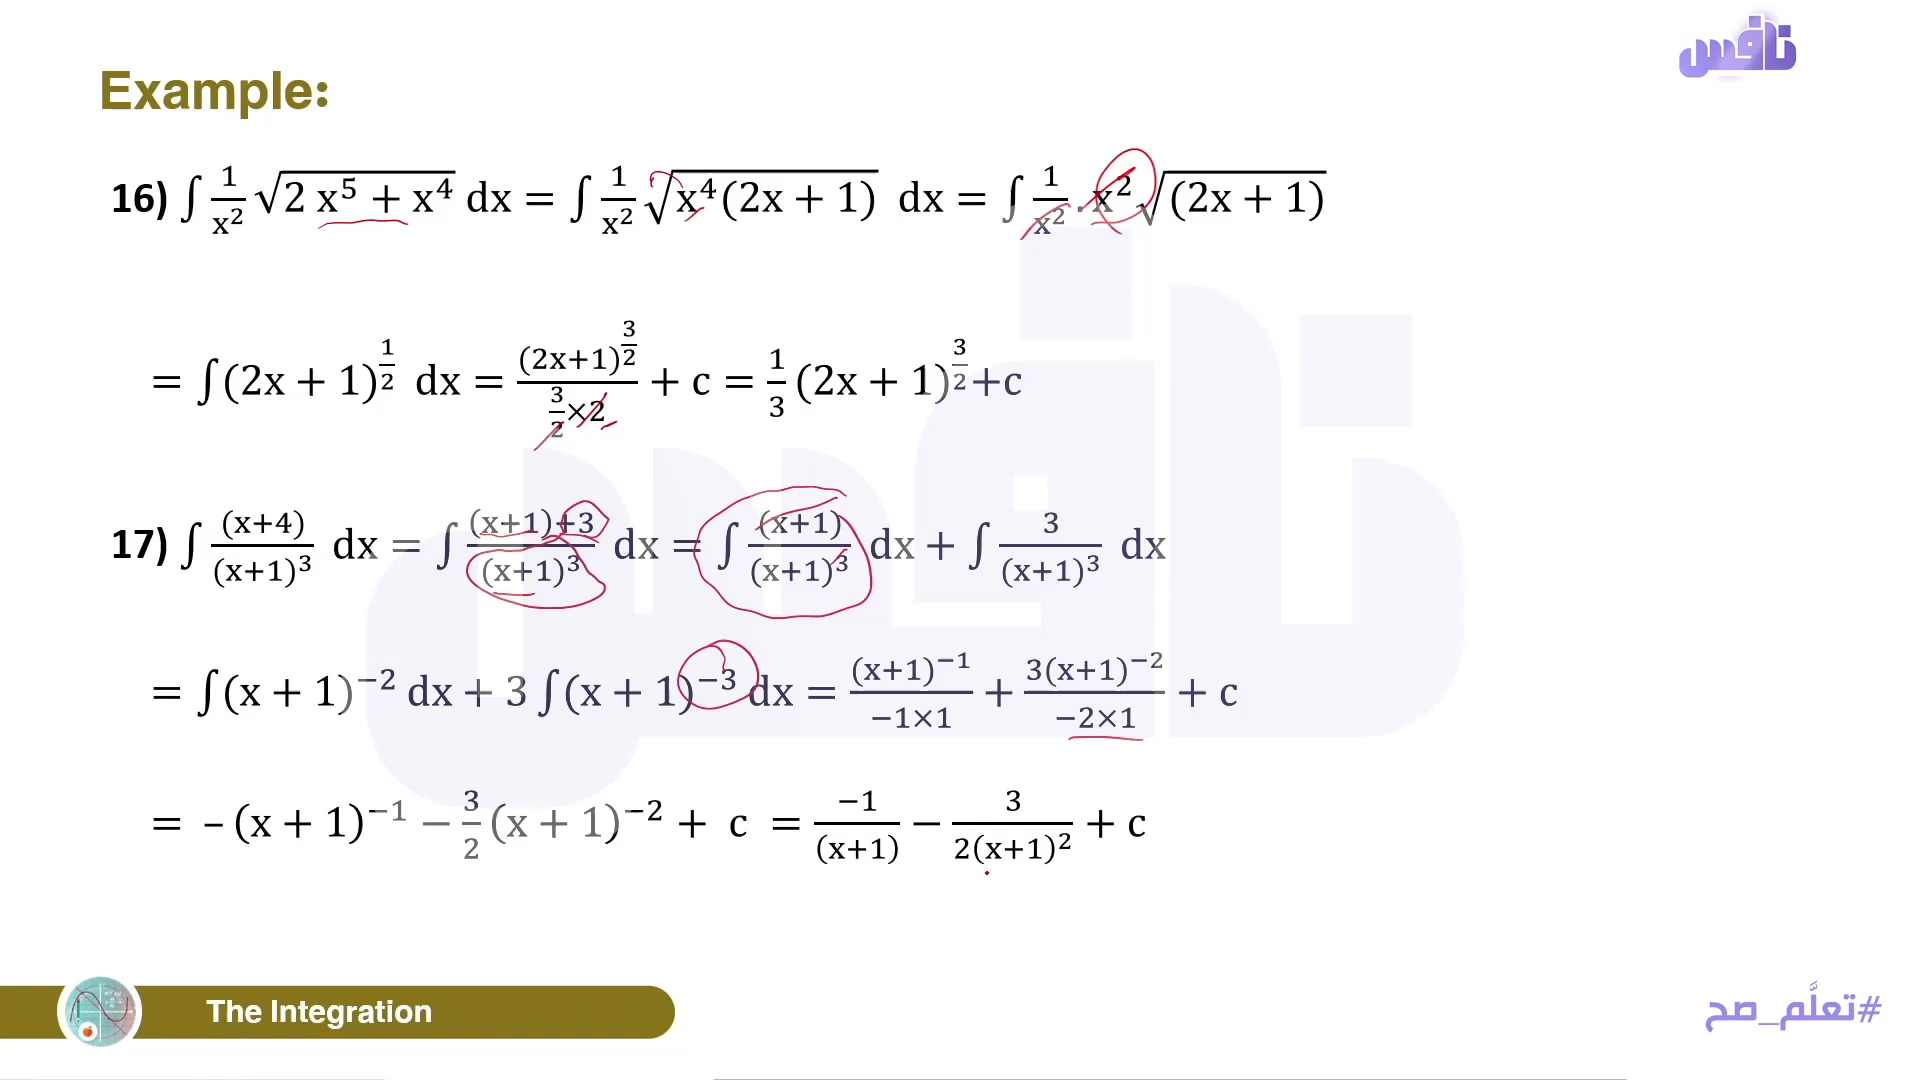 نافس
Example:
16) ∫ 1/x² √(2 x⁵ + x⁴) dx = ∫ 1/x² √(x⁴(2x + 1)) dx = ∫ 1/x² . x² √((2x + 1))
= ∫(2x + 1)^(1/2) dx = (2x+1)^(3/2) / (3/2 × 2) + c = 1/3 (2x + 1)^(3/2) +c
17) ∫ (x+4)/(x+1)³ dx = ∫ ((x+1)+3)/(x+1)³ dx = ∫ (x+1)/(x+1)³ dx + ∫ 3/(x+1)³ dx
= ∫(x + 1)⁻² dx + 3 ∫(x + 1)⁻³ dx = (x+1)⁻¹/(−1×1) + 3(x+1)⁻²/(−2×1) + c
= – (x + 1)⁻¹ − 3/2 (x + 1)⁻² + c = −1/(x+1) − 3/(2(x+1)²) + c
The Integration
#تعلَّم_صح